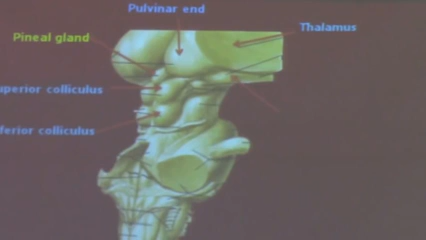 Pulvinar end
Thalamus
Pineal gland
uperior colliculus
ferior colliculus